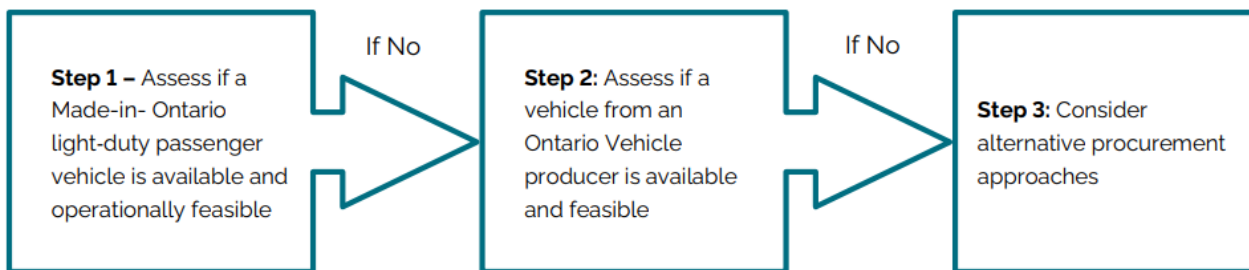 If No
If No
Step 1 – Assess if a
Made-in- Ontario
light-duty passenger
vehicle is available and
operationally feasible
Step 2: Assess if a
vehicle from an
Ontario Vehicle
producer is available
and feasible
Step 3: Consider
alternative procurement
approaches